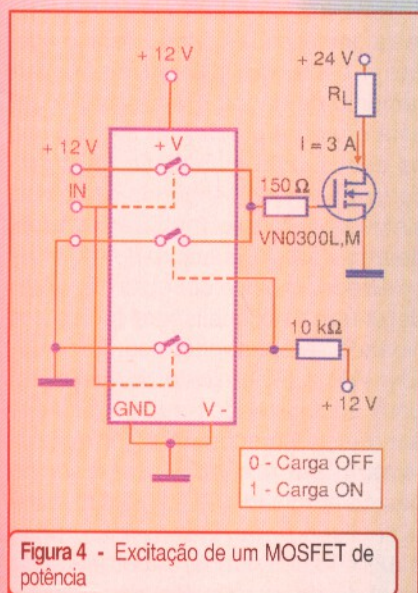 + 12 V
+ 24 V
R_L
I = 3 A
+ 12 V
+ V
IN
150 Ω
VN0300L,M
10 kΩ
+ 12 V
GND
V -
0 - Carga OFF
1 - Carga ON
Figura 4 - Excitação de um MOSFET de
potência